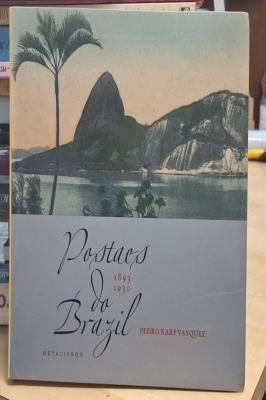 Postaes
1893
1930
do
Brazil
PEDRO KARP VASQUEZ
METALIVROS